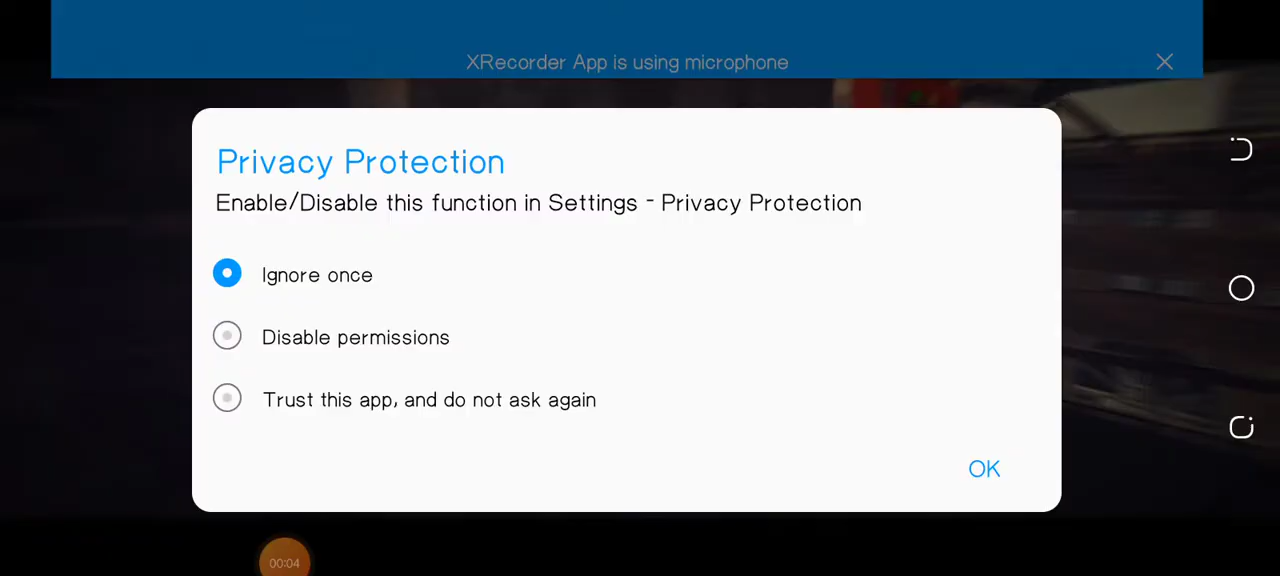 XRecorder App is using microphone
Privacy Protection
Enable/Disable this function in Settings - Privacy Protection
Ignore once
Disable permissions
Trust this app, and do not ask again
OK
00:04